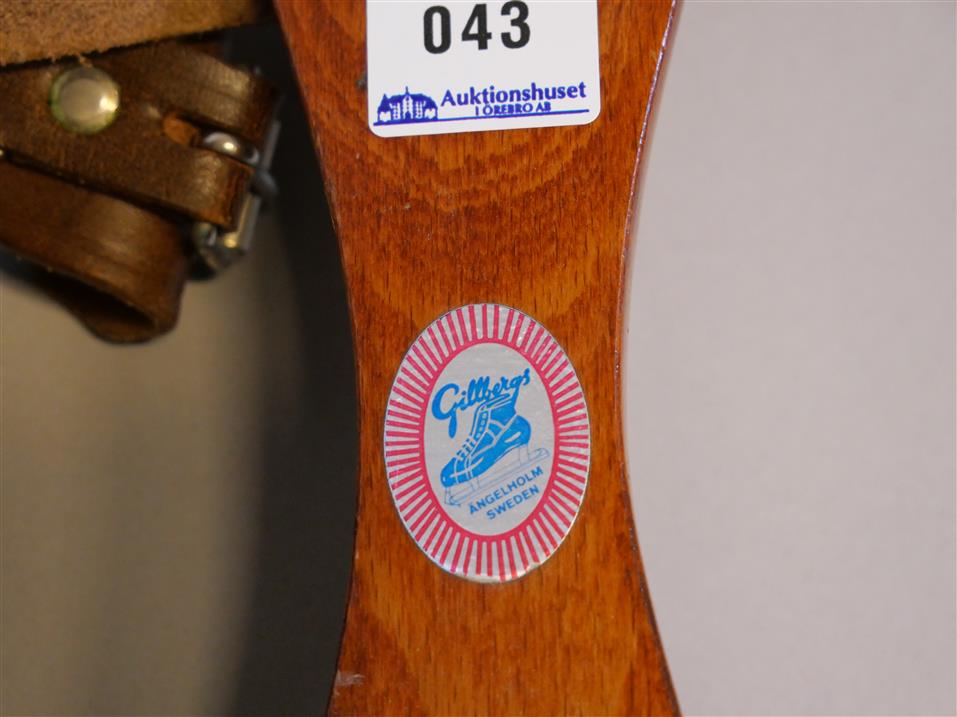 043
Auktionshuset
I ÖREBRO AB
Gillbergs
ÄNGELHOLM
SWEDEN